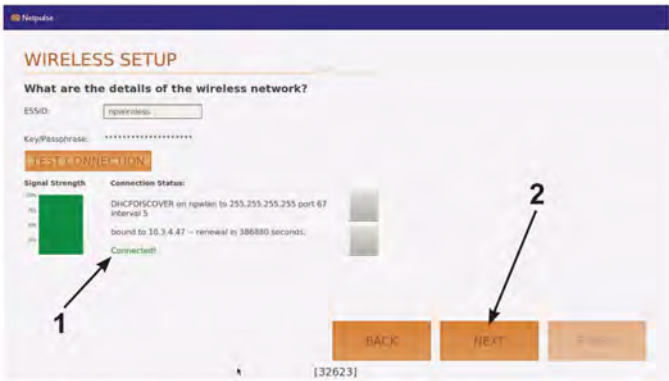 Netpulse
WIRELESS SETUP
What are the details of the wireless network?
ESSID: npwireless
Key/Passphrase: ********************
TEST CONNECTION
Signal Strength Connection Status:
DHCPDISCOVER on npwlan to 255.255.255.255 port 67
interval 5
bound to 10.3.4.47 -- renewal in 386880 seconds.
Connected!
1
2
BACK NEXT
[32623]